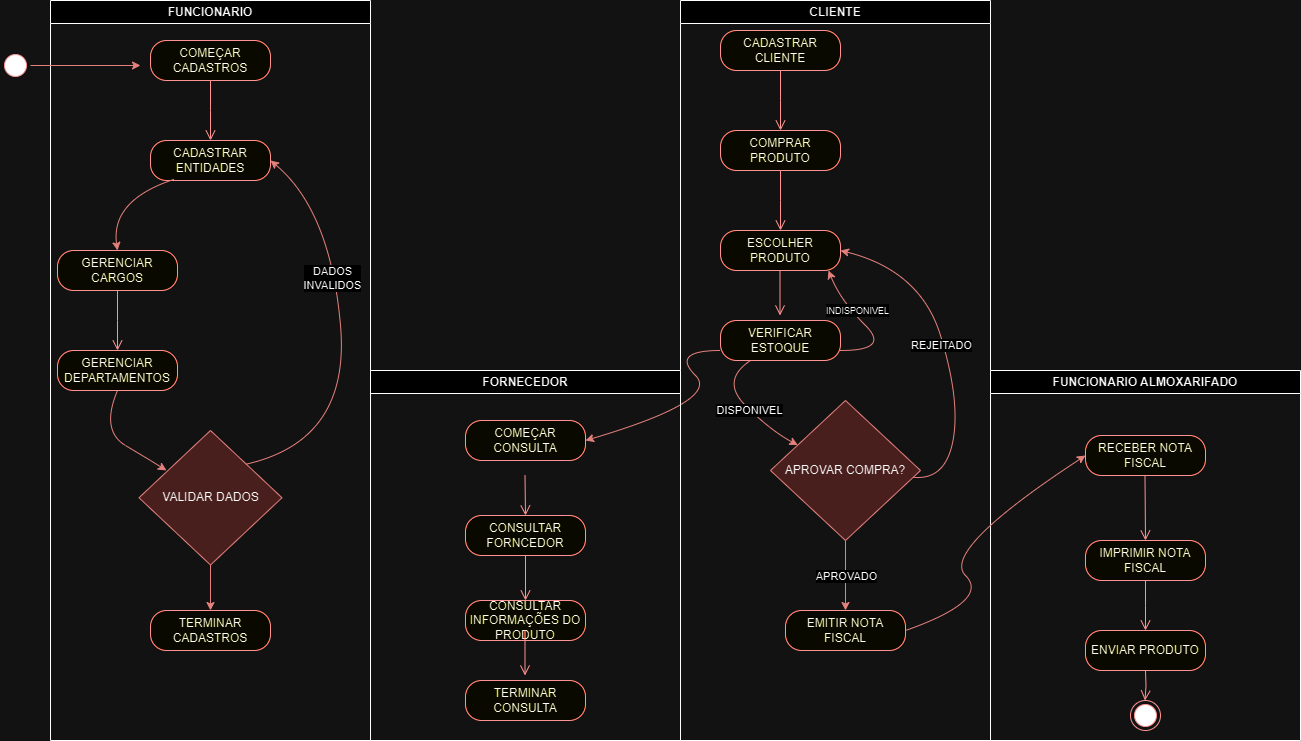 FUNCIONARIO
COMEÇAR
CADASTROS
CADASTRAR
ENTIDADES
GERENCIAR
CARGOS
DADOS
INVALIDOS
GERENCIAR
DEPARTAMENTOS
VALIDAR DADOS
TERMINAR
CADASTROS
FORNECEDOR
COMEÇAR
CONSULTA
CONSULTAR
FORNCEDOR
CONSULTAR
INFORMAÇÕES DO
PRODUTO
TERMINAR
CONSULTA
CLIENTE
CADASTRAR
CLIENTE
COMPRAR
PRODUTO
ESCOLHER
PRODUTO
INDISPONIVEL
VERIFICAR
ESTOQUE
REJEITADO
DISPONIVEL
APROVAR COMPRA?
APROVADO
EMITIR NOTA
FISCAL
FUNCIONARIO ALMOXARIFADO
RECEBER NOTA
FISCAL
IMPRIMIR NOTA
FISCAL
ENVIAR PRODUTO